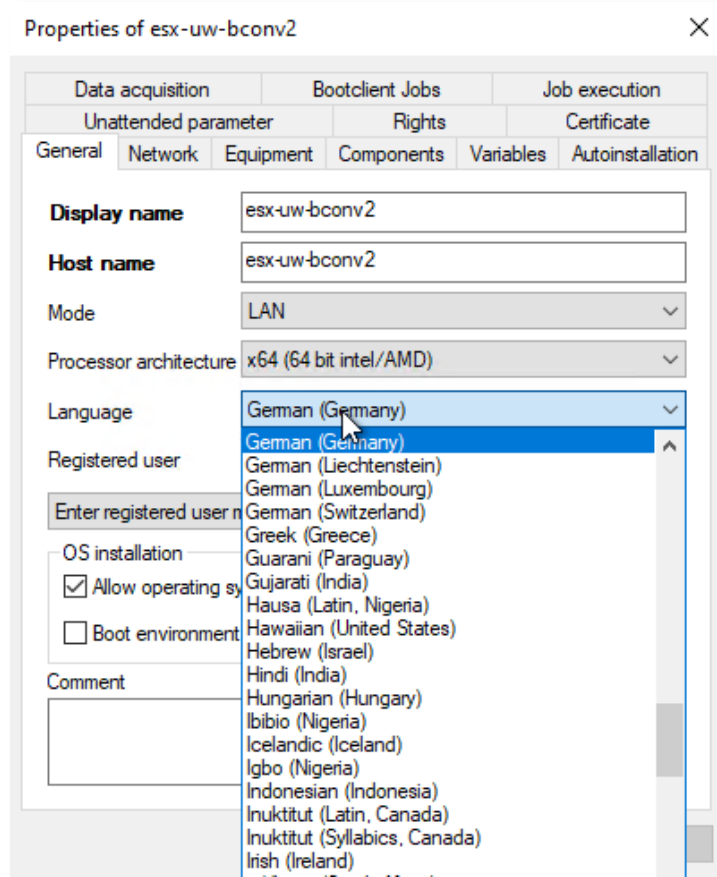 Properties of esx-uw-bconv2
Data acquisition Bootclient Jobs Job execution
Unattended parameter Rights Certificate
General Network Equipment Components Variables Autoinstallation
Display name esx-uw-bconv2
Host name esx-uw-bconv2
Mode LAN
Processor architecture x64 (64 bit intel/AMD)
Language German (Germany)
German (Germany)
German (Liechtenstein)
Registered user
German (Luxembourg)
Enter registered user
German (Switzerland)
Greek (Greece)
OS installation
Guarani (Paraguay)
Allow operating
Gujarati (India)
Hausa (Latin, Nigeria)
Boot environment
Hawaiian (United States)
Hebrew (Israel)
Comment
Hindi (India)
Hungarian (Hungary)
Ibibio (Nigeria)
Icelandic (Iceland)
Igbo (Nigeria)
Indonesian (Indonesia)
Inuktitut (Latin, Canada)
Inuktitut (Syllabics, Canada)
Irish (Ireland)